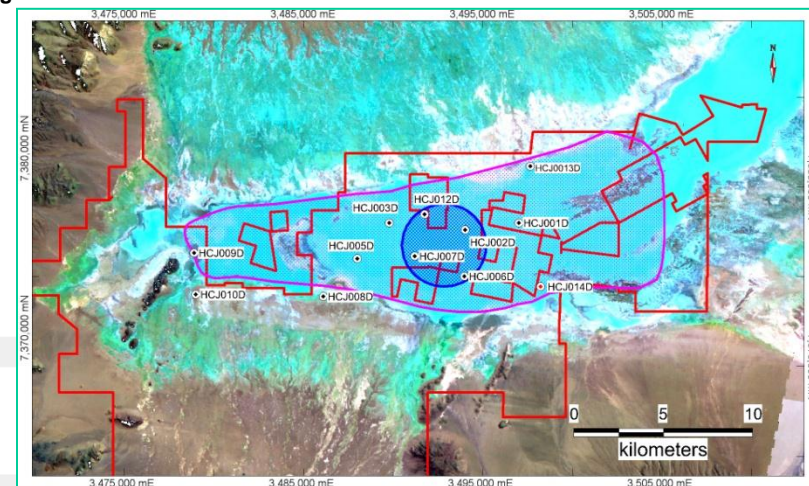 3,475,000 mE 3,485,000 mE 3,495,000 mE 3,505,000 mE
N
7,380,000 mN
HCJ0013D
HCJ012D
HCJ003D
HCJ001D
HCJ002D
HCJ005D
HCJ007D
HCJ009D
HCJ006D
HCJ014D
HCJ010D
HCJ008D
7,370,000 mN
0 5 10
kilometers
3,475,000 mE 3,485,000 mE 3,495,000 mE 3,505,000 mE